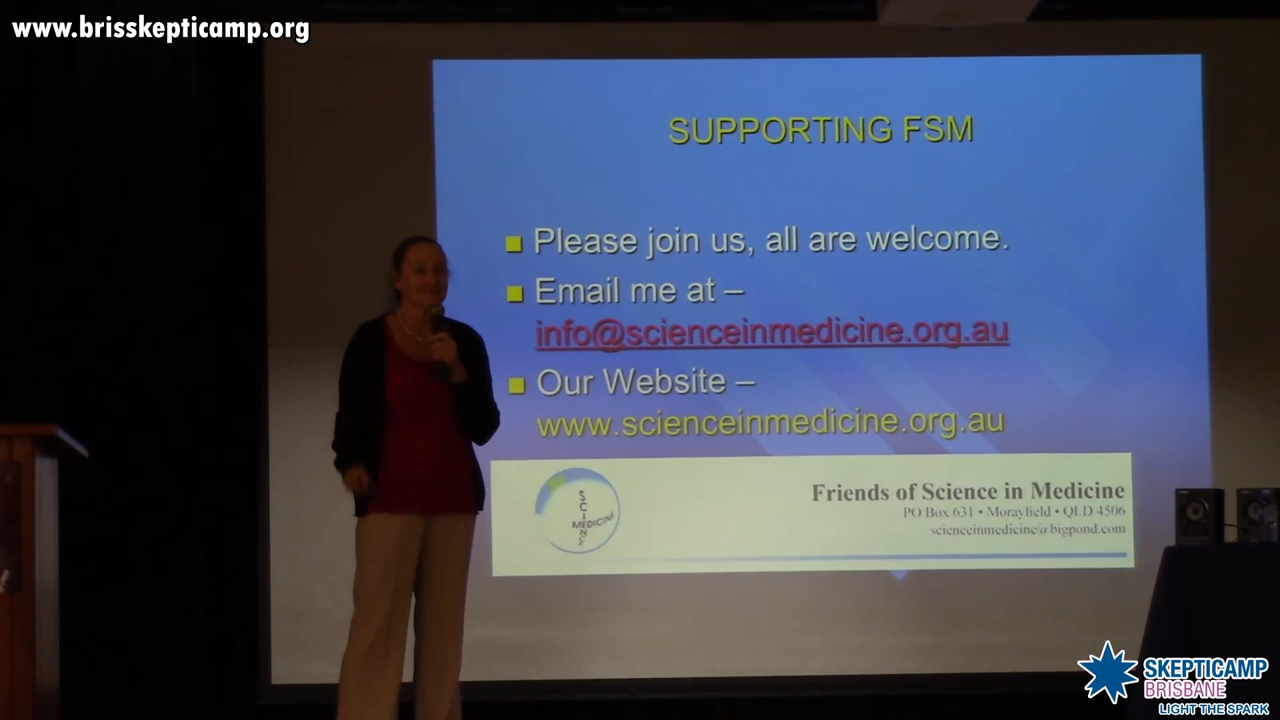 www.brisskepticamp.org
SUPPORTING FSM
Please join us, all are welcome.
Email me at –
info@scienceinmedicine.org.au
Our Website –
www.scienceinmedicine.org.au
SCIENCE
MEDICINE
Friends of Science in Medicine
PO Box 631 • Morayfield • QLD 4506
scienceinmedicine@bigpond.com
SKEPTICAMP
BRISBANE
LIGHT THE SPARK